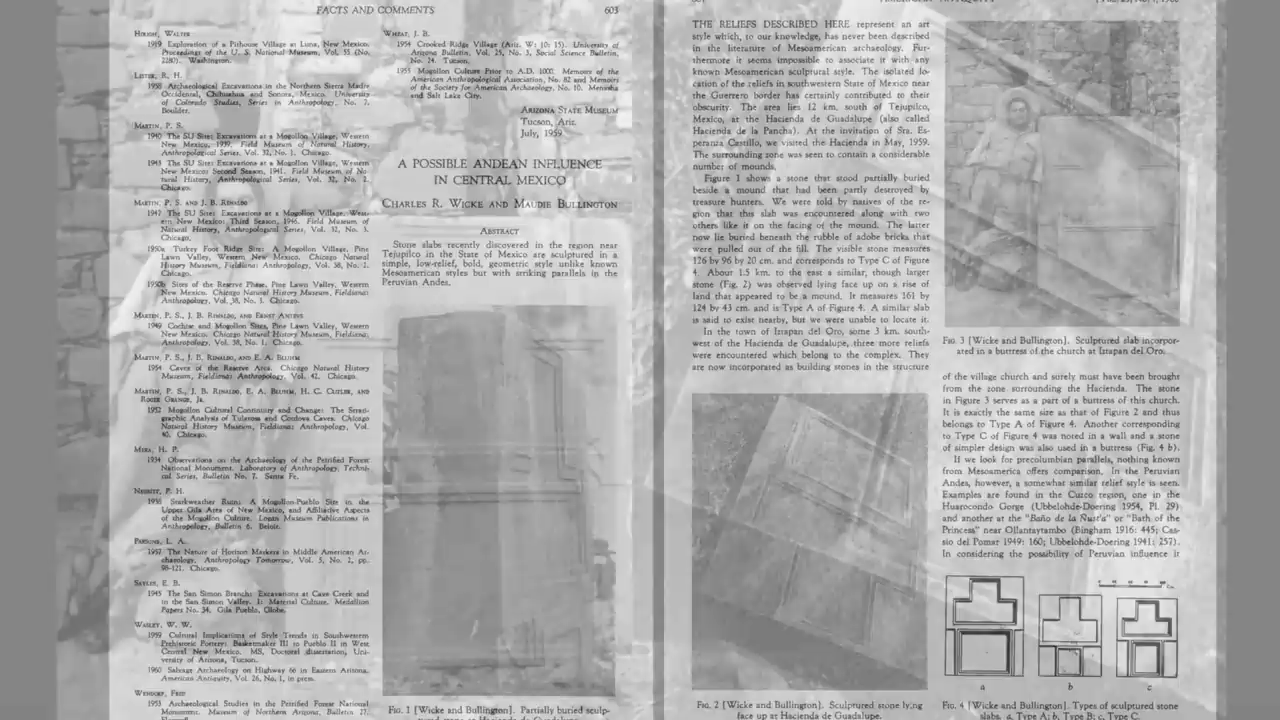 FACTS AND COMMENTS 603
HOUGH, WALTER
1919 Exploration of a Pithouse Village at Luna, New Mexico.
Proceedings of the U. S. National Museum, Vol. 55 (No.
2280). Washington.
LISTER, R. H.
1958 Archaeological Excavations in the Northern Sierra Madre
Occidental, Chihuahua and Sonora, Mexico. University
of Colorado Studies, Series in Anthropology, No. 7.
Boulder.
MARTIN, P. S.
1940 The SU Site: Excavations at a Mogollon Village, Western
New Mexico, 1939. Field Museum of Natural History,
Anthropological Series, Vol. 32, No. 1. Chicago.
1943 The SU Site: Excavations at a Mogollon Village, Western
New Mexico: Second Season, 1941. Field Museum of Na-
tural History, Anthropological Series, Vol. 32, No. 2.
Chicago.
MARTIN, P. S. AND J. B. RINALDO
1947 The SU Site: Excavations at a Mogollon Village, West-
ern New Mexico: Third Season, 1946. Field Museum of
Natural History, Anthropological Series, Vol. 32, No. 3.
Chicago.
1950a Turkey Foot Ridge Site: A Mogollon Village, Pine
Lawn Valley, Western New Mexico. Chicago Natural
History Museum, Fieldiana: Anthropology, Vol. 38, No. 2.
Chicago.
1950b Sites of the Reserve Phase, Pine Lawn Valley, Western
New Mexico. Chicago Natural History Museum, Fieldiana:
Anthropology, Vol. 38, No. 3. Chicago.
MARTIN, P. S., J. B. RINALDO, AND ERNST ANTEVS
1949 Cochise and Mogollon Sites, Pine Lawn Valley, Western
New Mexico. Chicago Natural History Museum, Fieldiana:
Anthropology, Vol. 38, No. 1. Chicago.
MARTIN, P. S., J. B. RINALDO, AND E. A. BLUHM
1954 Caves of the Reserve Area. Chicago Natural History
Museum, Fieldiana: Anthropology, Vol. 42. Chicago.
MARTIN, P. S., J. B. RINALDO, E. A. BLUHM, H. C. CUTLER, AND
ROGER GRANGE, JR.
1952 Mogollon Cultural Continuity and Change: The Strati-
graphic Analysis of Tularosa and Cordova Caves. Chicago
Natural History Museum, Fieldiana: Anthropology, Vol.
40. Chicago.
MERA, H. P.
1934 Observations on the Archaeology of the Petrified Forest
National Monument. Laboratory of Anthropology, Techni-
cal Series, Bulletin No. 7. Santa Fe.
NESBITT, P. H.
1938 Starkweather Ruin: A Mogollon-Pueblo Site in the
Upper Gila Area of New Mexico, and Affiliative Aspects
of the Mogollon Culture. Logan Museum Publications in
Anthropology, Bulletin 6. Beloit.
PARSONS, L. A.
1957 The Nature of Horizon Markers in Middle American Ar-
chaeology. Anthropology Tomorrow, Vol. 5, No. 2, pp.
98-121. Chicago.
SAYLES, E. B.
1945 The San Simon Branch: Excavations at Cave Creek and
in the San Simon Valley. I: Material Culture. Medallion
Papers No. 34. Gila Pueblo, Globe.
WASLEY, W. W.
1959 Cultural Implications of Style Trends in Southwestern
Prehistoric Pottery: Basketmaker III to Pueblo II in West
Central New Mexico. MS, Doctoral dissertation, Uni-
versity of Arizona, Tucson.
1960 Salvage Archaeology on Highway 66 in Eastern Arizona.
American Antiquity, Vol. 26, No. 1, in press.
WENDORF, FRED
1953 Archaeological Studies in the Petrified Forest National
Monument. Museum of Northern Arizona, Bulletin 27.
WHEAT, J. B.
1954 Crooked Ridge Village (Ariz. W: 10: 15). University of
Arizona Bulletin, Vol. 25, No. 3, Social Science Bulletin,
No. 24. Tucson.
1955 Mogollon Culture Prior to A.D. 1000. Memoirs of the
American Anthropological Association, No. 82 and Memoirs
of the Society for American Archaeology, No. 10. Menasha
and Salt Lake City.
ARIZONA STATE MUSEUM
Tucson, Ariz.
July, 1959
A POSSIBLE ANDEAN INFLUENCE
IN CENTRAL MEXICO
CHARLES R. WICKE AND MAUDIE BULLINGTON
ABSTRACT
Stone slabs recently discovered in the region near
Tejupilco in the State of Mexico are sculptured in a
simple, low-relief, bold, geometric style unlike known
Mesoamerican styles but with striking parallels in the
Peruvian Andes.
FIG. 1 [Wicke and Bullington]. Partially buried sculp-
THE RELIEFS DESCRIBED HERE represent an art
style which, to our knowledge, has never been described
in the literature of Mesoamerican archaeology. Fur-
thermore it seems impossible to associate it with any
known Mesoamerican sculptural style. The isolated lo-
cation of the reliefs in southwestern State of Mexico near
the Guerrero border has certainly contributed to their
obscurity. The area lies 12 km. south of Tejupilco,
Mexico, at the Hacienda de Guadalupe (also called
Hacienda de la Pancha). At the invitation of Sra. Es-
peranza Castillo, we visited the Hacienda in May, 1959.
The surrounding zone was seen to contain a considerable
number of mounds.
Figure 1 shows a stone that stood partially buried
beside a mound that had been partly destroyed by
treasure hunters. We were told by natives of the re-
gion that this slab was encountered along with two
others like it on the facing of the mound. The latter
now lie buried beneath the rubble of adobe bricks that
were pulled out of the fill. The visible stone measures
126 by 96 by 20 cm. and corresponds to Type C of Figure
4. About 1.5 km. to the east a similar, though larger
stone (Fig. 2) was observed lying face up on a rise of
land that appeared to be a mound. It measures 161 by
124 by 43 cm. and is Type A of Figure 4. A similar slab
is said to exist nearby, but we were unable to locate it.
In the town of Ixtapan del Oro, some 3 km. south-
west of the Hacienda de Guadalupe, three more reliefs
were encountered which belong to the complex. They
are now incorporated as building stones in the structure
FIG. 2 [Wicke and Bullington]. Sculptured stone lying
face up at Hacienda de Guadalupe.
FIG. 3 [Wicke and Bullington]. Sculptured slab incorpor-
ated in a buttress of the church at Ixtapan del Oro.
of the village church and surely must have been brought
from the zone surrounding the Hacienda. The stone
in Figure 3 serves as a part of a buttress of this church.
It is exactly the same size as that of Figure 2 and thus
belongs to Type A of Figure 4. Another corresponding
to Type C of Figure 4 was noted in a wall and a stone
of simpler design was also used in a buttress (Fig. 4 b).
If we look for precolumbian parallels, nothing known
from Mesoamerica offers comparison. In the Peruvian
Andes, however, a somewhat similar relief style is seen.
Examples are found in the Cuzco region, one in the
Huarocondo Gorge (Ubbelohde-Doering 1954, Pl. 29)
and another at the "Baño de la Ñusta" or "Bath of the
Princess" near Ollantaytambo (Bingham 1916: 445; Cas-
sio del Pomar 1949: 160; Ubbelohde-Doering 1941: 257).
In considering the possibility of Peruvian influence it
a b c
FIG. 4 [Wicke and Bullington]. Types of sculptured stone
slabs. a, Type A; b, Type B; c, Type C.